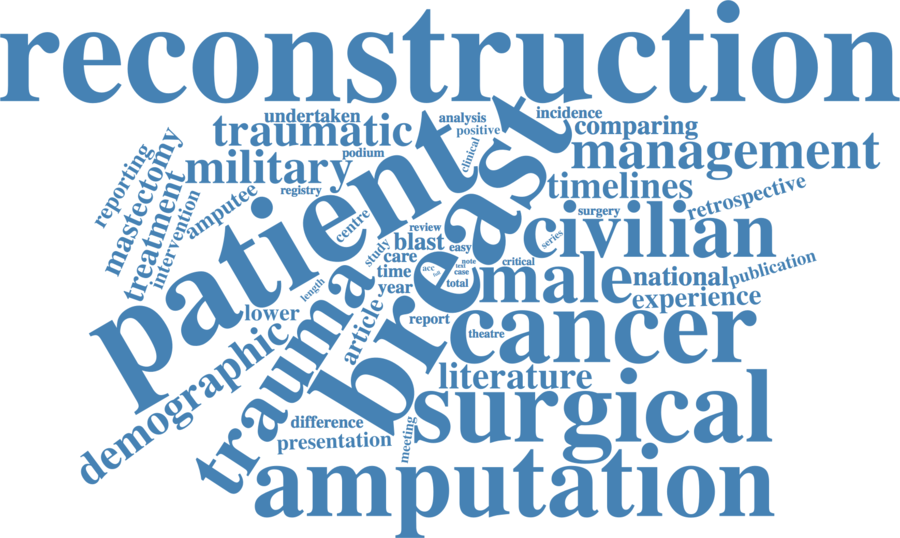 reconstruction
undertaken
analysis
incidence
traumatic
positive
comparing
podium
clinical
military
management
reporting
mastectomy
treatment
intervention
amputee
registry
patient
breast
timelines
retrospective
centre
surgery
civilian
review
series
study
blast
easy
care
critical
note
text
acc
full
time
case
male
national
publication
year
total
experience
length
lower
article
report
theatre
cancer
demographic
trauma
literature
surgical
difference
presentation
meeting
amputation